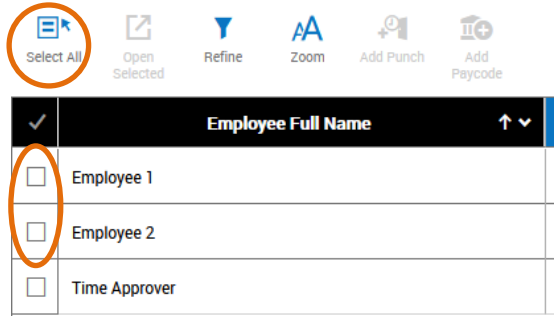 Select All
Open Selected
Refine
Zoom
Add Punch
Add Paycode
Employee Full Name
Employee 1
Employee 2
Time Approver